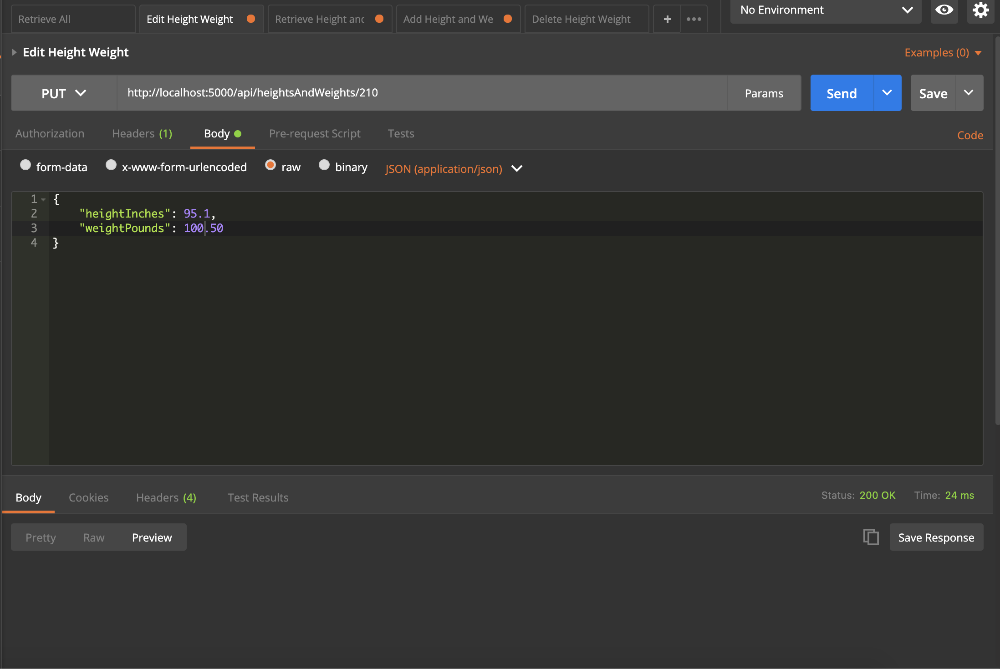 Retrieve All
Edit Height Weight
Retrieve Height anc
Add Height and We
Delete Height Weight
+
No Environment
Edit Height Weight
Examples (0)
PUT
http://localhost:5000/api/heightsAndWeights/210
Params
Send
Save
Authorization
Headers (1)
Body
Pre-request Script
Tests
Code
form-data
x-www-form-urlencoded
raw
binary
JSON (application/json)
1 {
2 "heightInches": 95.1,
3 "weightPounds": 100.50
4 }
Body
Cookies
Headers (4)
Test Results
Status: 200 OK
Time: 24 ms
Pretty
Raw
Preview
Save Response